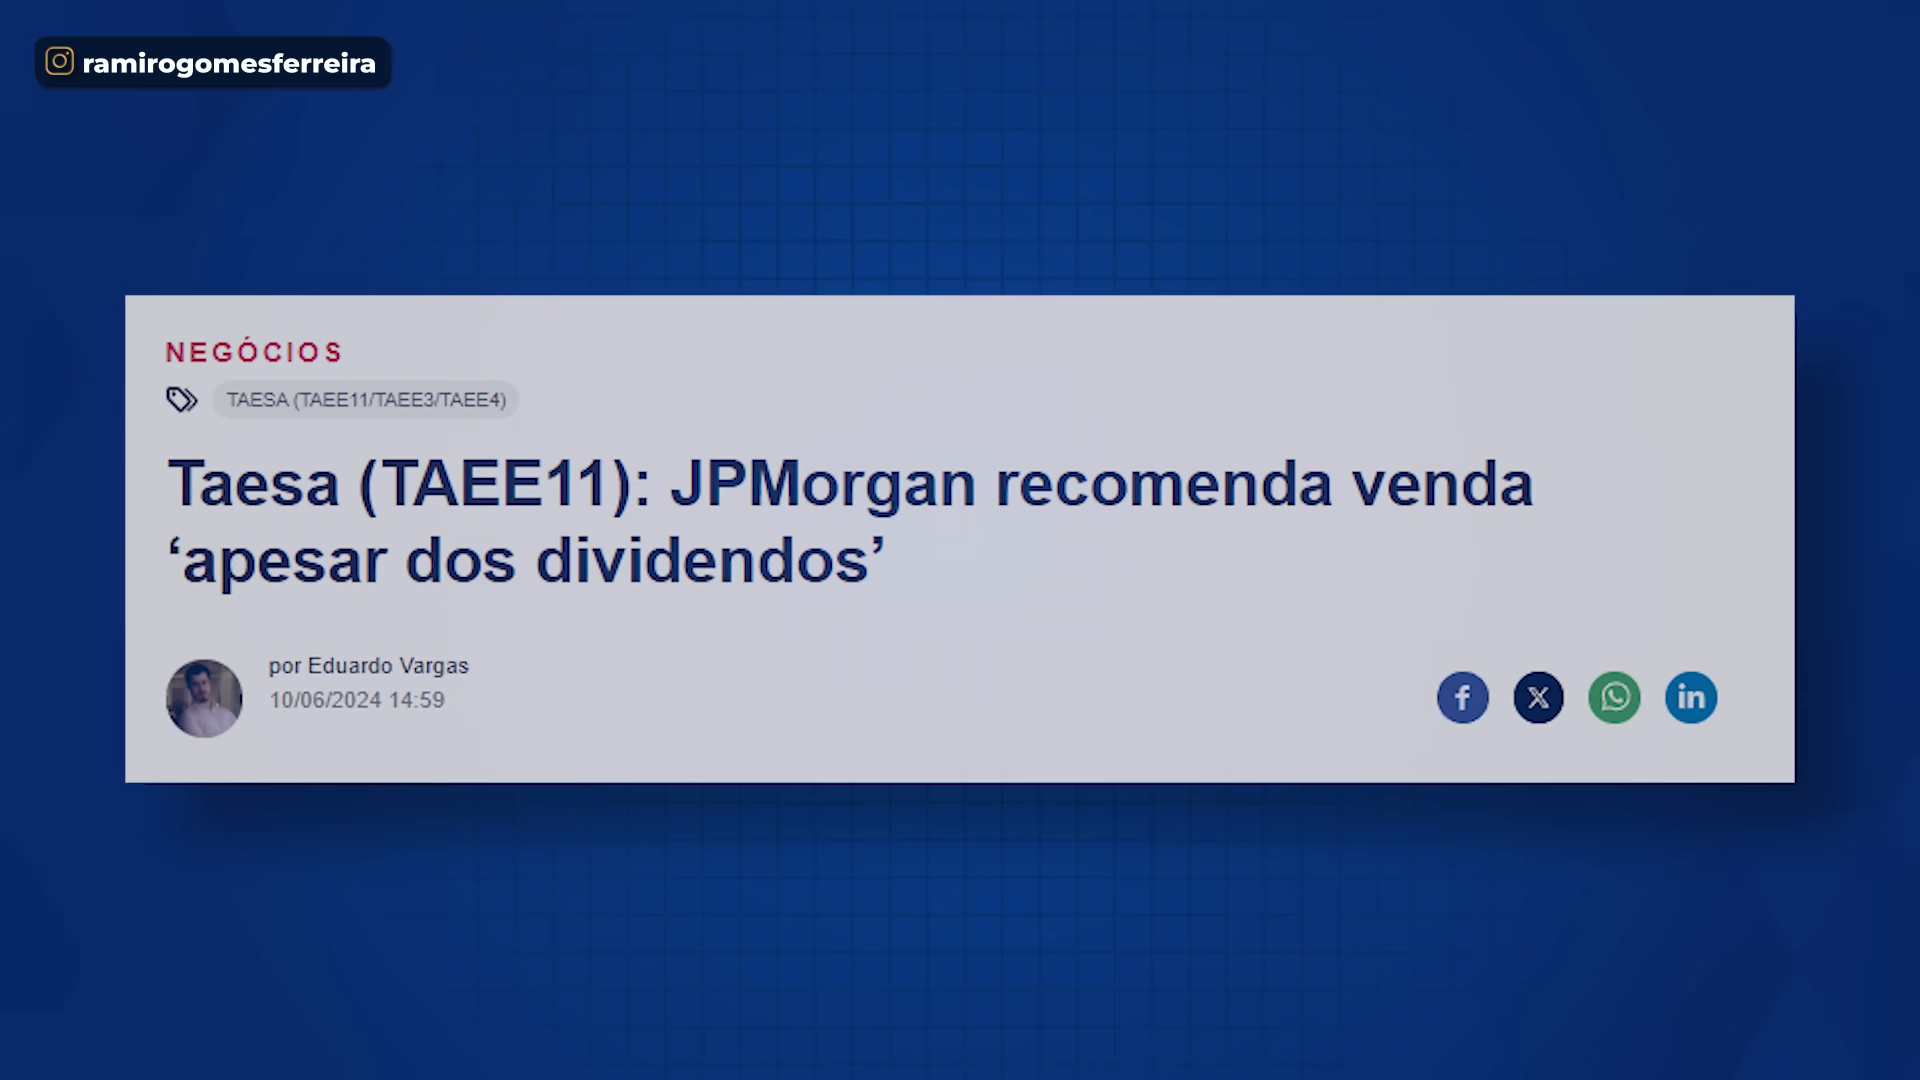 ramirogomesferreira
NEGÓCIOS
TAESA (TAEE11/TAEE3/TAEE4)
Taesa (TAEE11): JPMorgan recomenda venda
‘apesar dos dividendos’
por Eduardo Vargas
10/06/2024 14:59